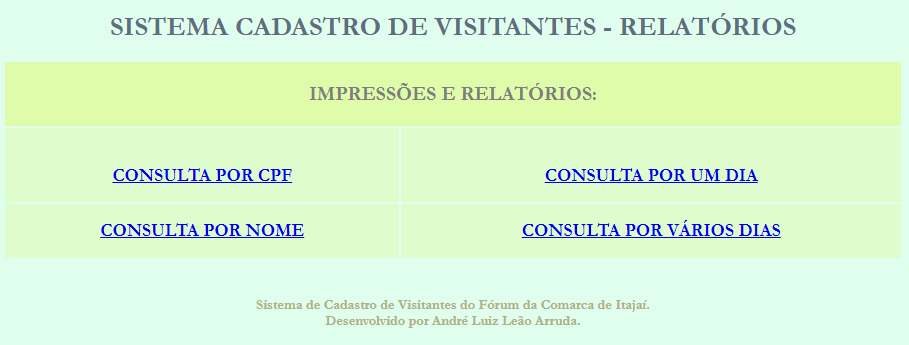 SISTEMA CADASTRO DE VISITANTES - RELATÓRIOS
IMPRESSÕES E RELATÓRIOS:
CONSULTA POR CPF
CONSULTA POR UM DIA
CONSULTA POR NOME
CONSULTA POR VÁRIOS DIAS
Sistema de Cadastro de Visitantes do Fórum da Comarca de Itajaí.
Desenvolvido por André Luiz Leão Arruda.